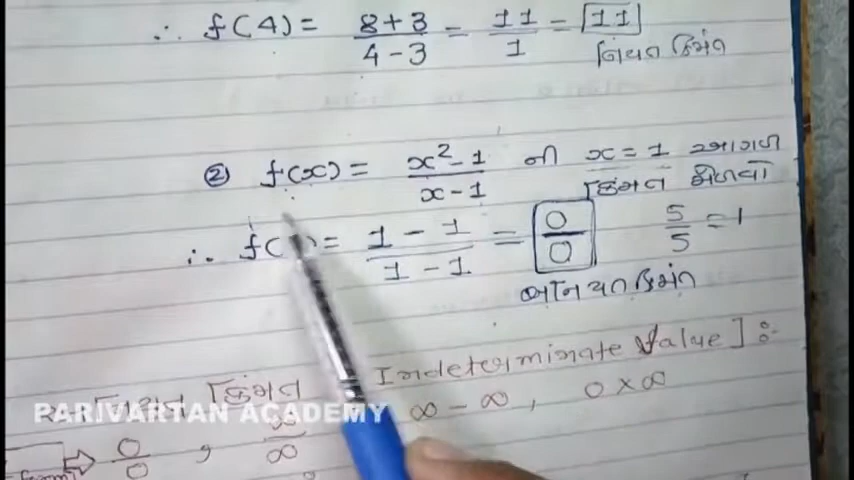 ∴ f(4) = 8+3/4-3 = 11/1 = 11
નિયત કિંમત
② f(x) = x²-1/x-1 ની x = 1 આગળ
કિંમત મેળવો
∴ f( ) = 1-1/1-1 = 0/0 5/5 = 1
અનિયત કિંમત
કિંમત Indeterminate Value ] :-
PARIVARTAN ACADEMY
⇒ 0/0 , ∞/∞ ∞ - ∞ , 0 × ∞